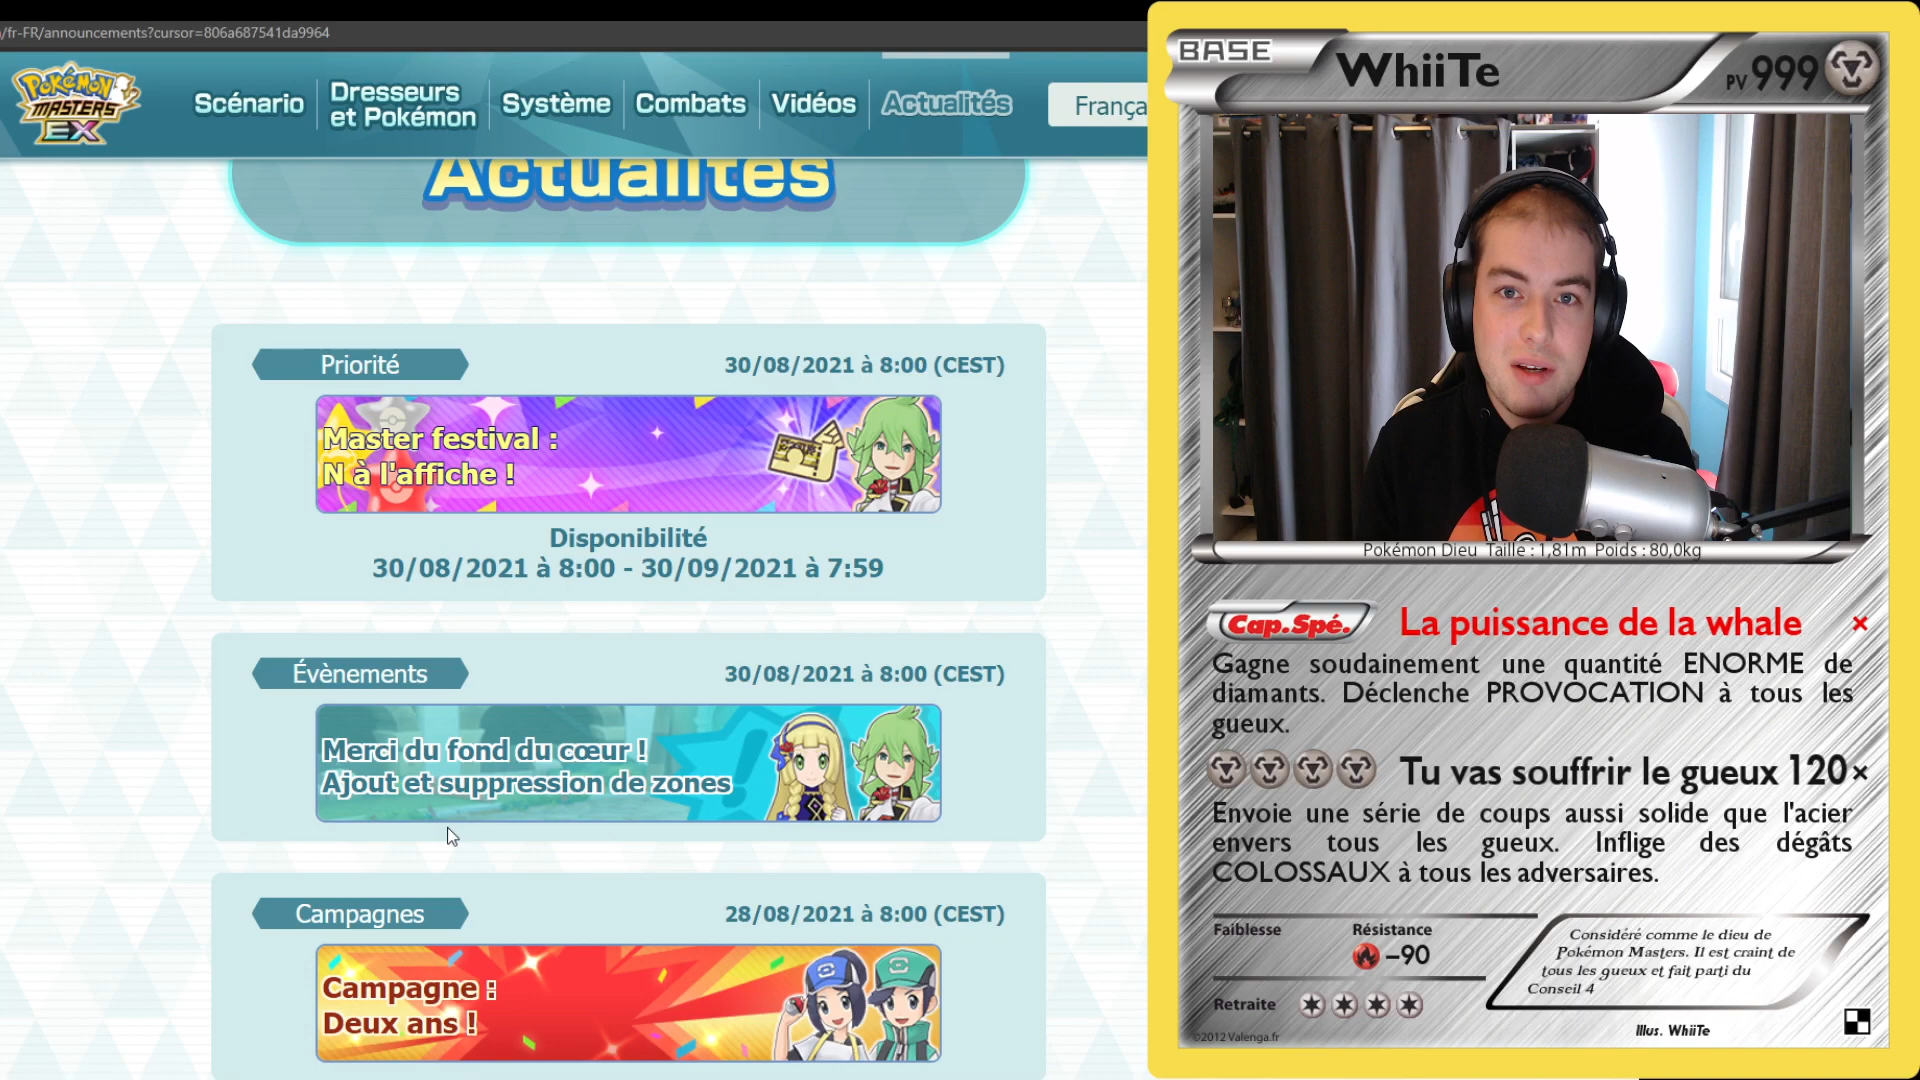 /fr-FR/announcements?cursor=806a687541da9964
POKéMON
MASTERS
EX
Scénario
Dresseurs
et Pokémon
Système
Combats
Vidéos
Actualités
França
Actualités
Priorité
30/08/2021 à 8:00 (CEST)
Master festival :
N à l'affiche !
Disponibilité
30/08/2021 à 8:00 - 30/09/2021 à 7:59
Évènements
30/08/2021 à 8:00 (CEST)
Merci du fond du cœur !
Ajout et suppression de zones
Campagnes
28/08/2021 à 8:00 (CEST)
Campagne :
Deux ans !
BASE
WhiiTe
PV 999
Pokémon Dieu Taille : 1,81m Poids : 80,0kg
Cap.Spé.
La puissance de la whale ×
Gagne soudainement une quantité ENORME de
diamants. Déclenche PROVOCATION à tous les
gueux.
Tu vas souffrir le gueux 120×
Envoie une série de coups aussi solide que l'acier
envers tous les gueux. Inflige des dégâts
COLOSSAUX à tous les adversaires.
Faiblesse
Résistance
–90
Retraite
Considéré comme le dieu de
Pokémon Masters. Il est craint de
tous les gueux et fait parti du
Conseil 4
Illus. WhiiTe
©2012 Valenga.fr